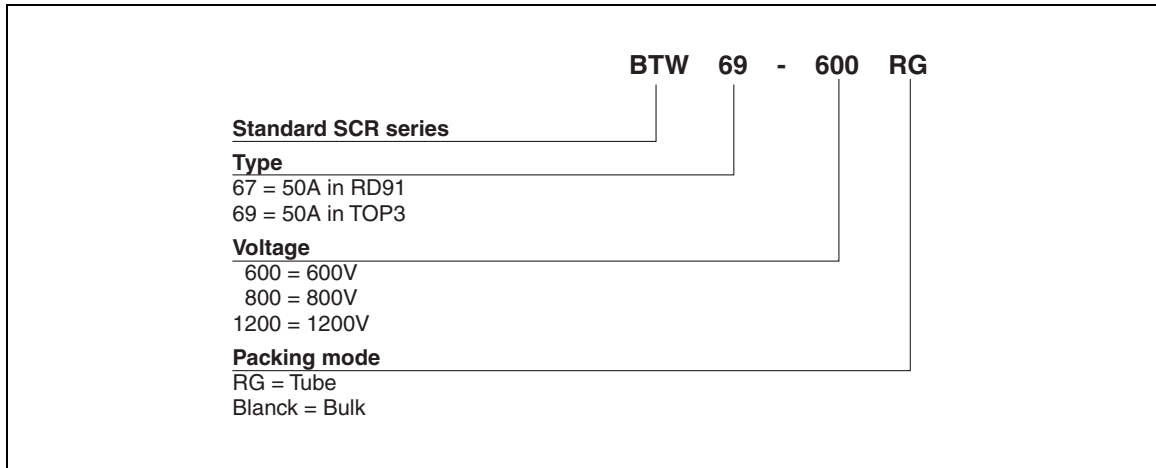 BTW 69 - 600 RG
Standard SCR series
Type
67 = 50A in RD91
69 = 50A in TOP3
Voltage
600 = 600V
800 = 800V
1200 = 1200V
Packing mode
RG = Tube
Blanck = Bulk